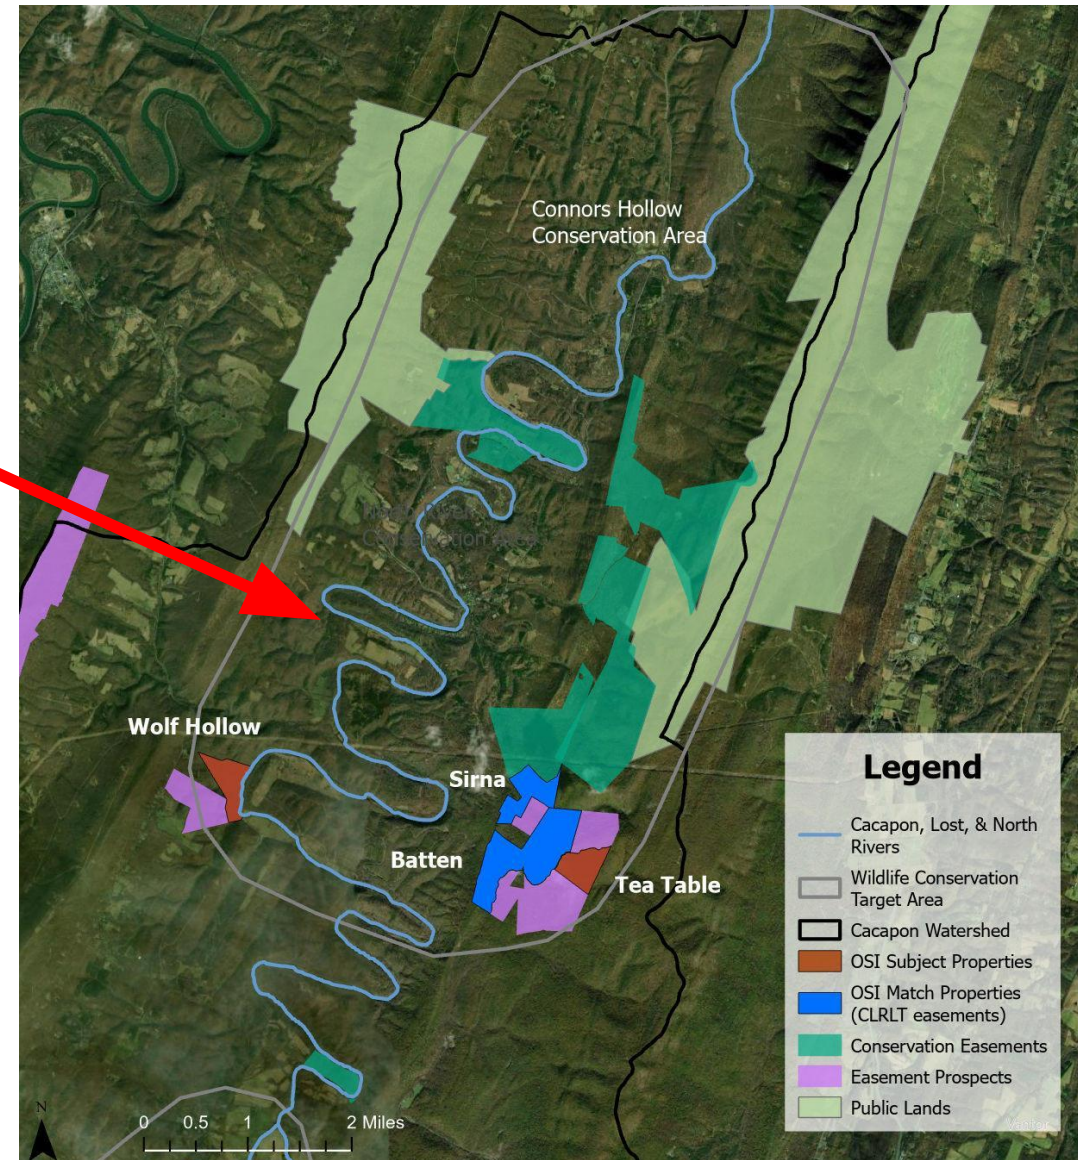 Connors Hollow
Conservation Area
Conservation Area
Wolf Hollow
Sirna
Batten
Tea Table
Legend
Cacapon, Lost, & North
Rivers
Wildlife Conservation
Target Area
Cacapon Watershed
OSI Subject Properties
OSI Match Properties
(CLRLT easements)
Conservation Easements
Easement Prospects
Public Lands
N
0 0.5 1 2 Miles